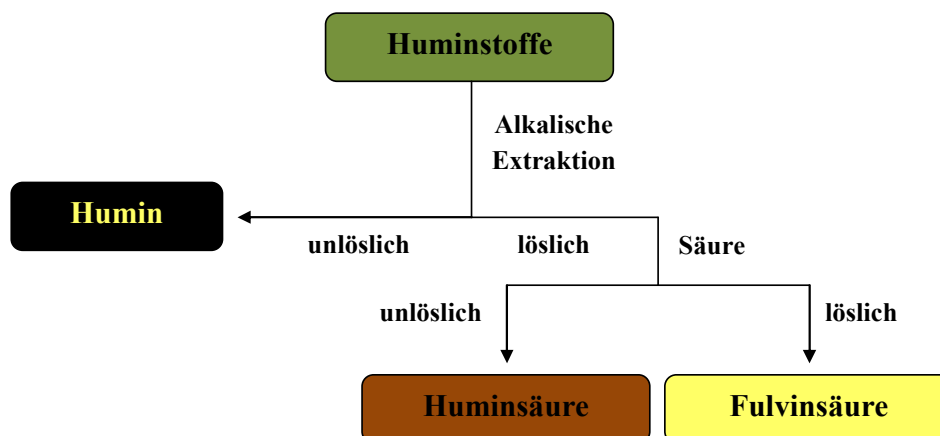 Huminstoffe
Alkalische
Extraktion
Humin
unlöslich
löslich
Säure
unlöslich
löslich
Huminsäure
Fulvinsäure